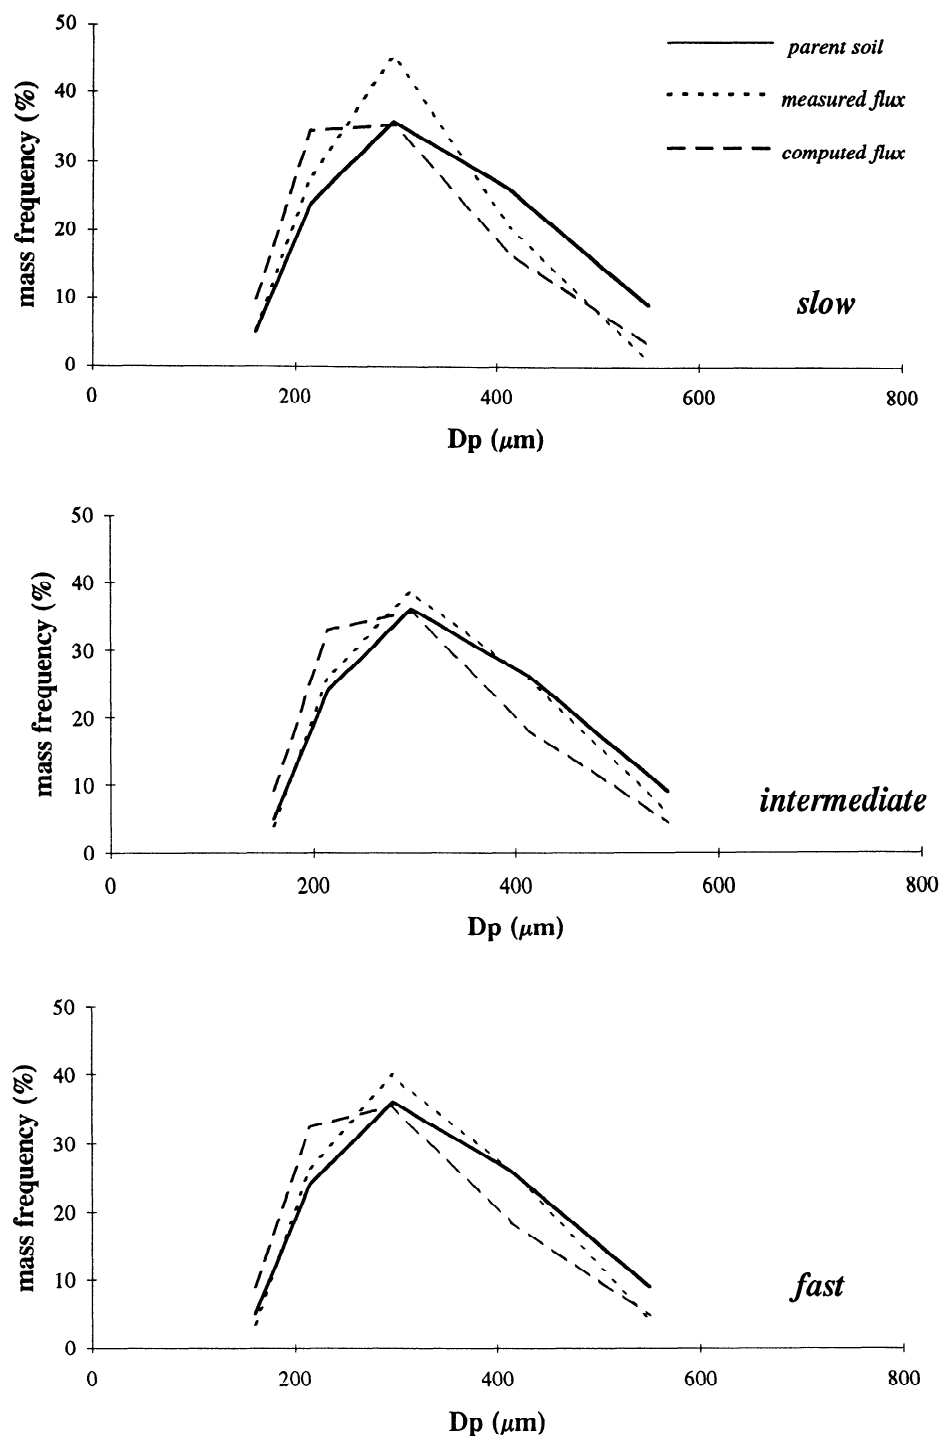 50
40
30
20
10
0
mass frequency (%)
parent soil
measured flux
computed flux
slow
0 200 400 600 800
Dp (μm)
50
40
30
20
10
0
mass frequency (%)
intermediate
0 200 400 600 800
Dp (μm)
50
40
30
20
10
0
mass frequency (%)
fast
0 200 400 600 800
Dp (μm)